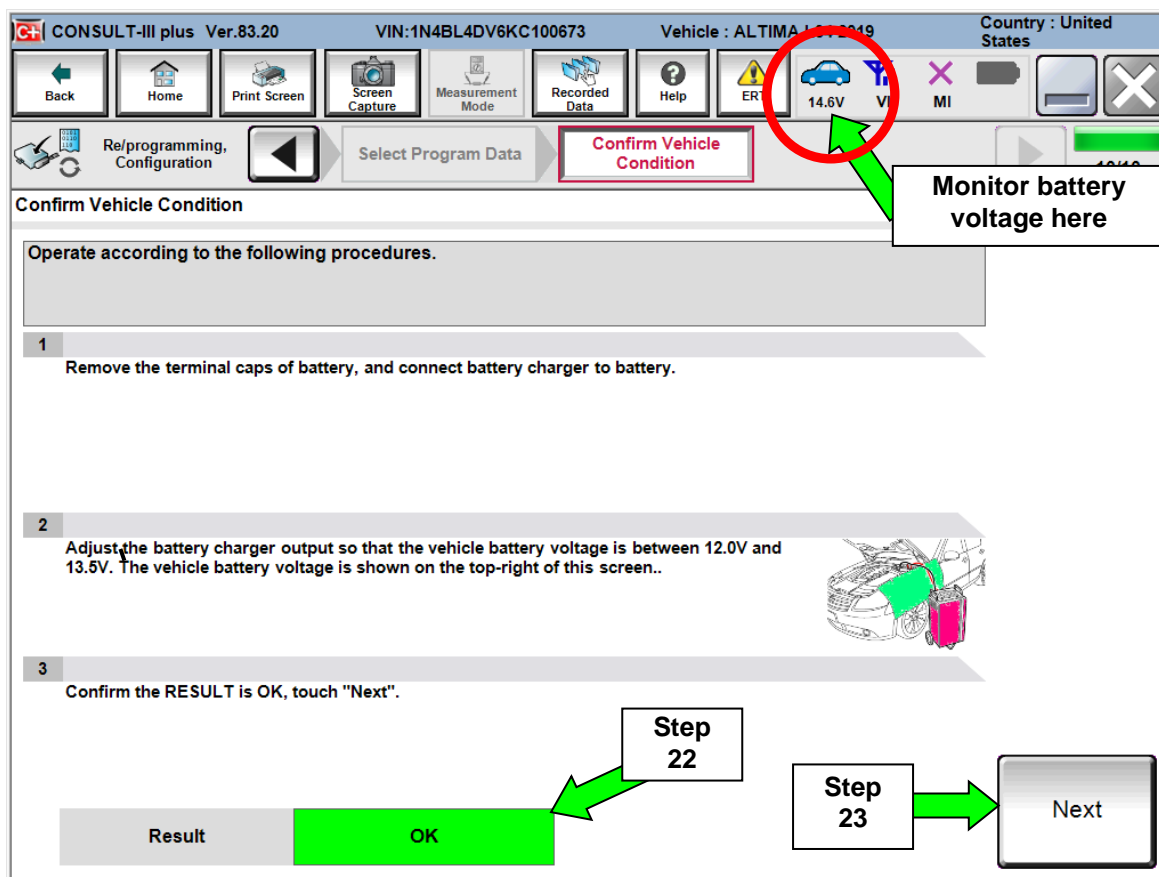 CONSULT-III plus Ver.83.20 VIN:1N4BL4DV6KC100673 Vehicle : ALTIMA 2019 Country : United States
Back Home Print Screen Screen Capture Measurement Mode Recorded Data Help ERT 14.6V VI MI
Re/programming, Configuration Select Program Data Confirm Vehicle Condition
Monitor battery
voltage here
Confirm Vehicle Condition
Operate according to the following procedures.
1
Remove the terminal caps of battery, and connect battery charger to battery.
2
Adjust the battery charger output so that the vehicle battery voltage is between 12.0V and
13.5V. The vehicle battery voltage is shown on the top-right of this screen..
3
Confirm the RESULT is OK, touch "Next".
Step
22
Step
23
Result OK
Next